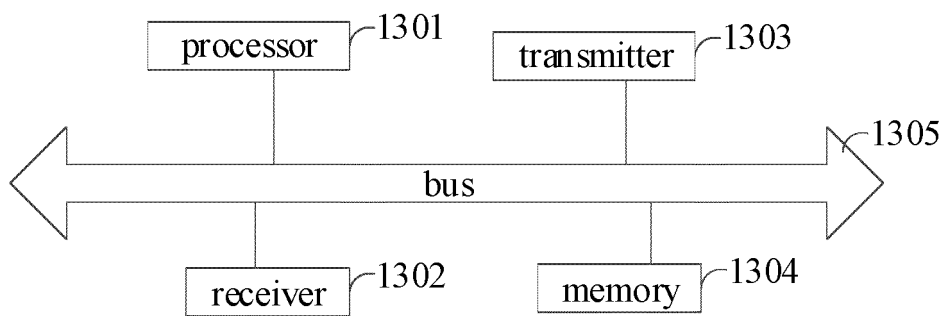 processor 1301
transmitter 1303
1305
bus
receiver 1302
memory 1304